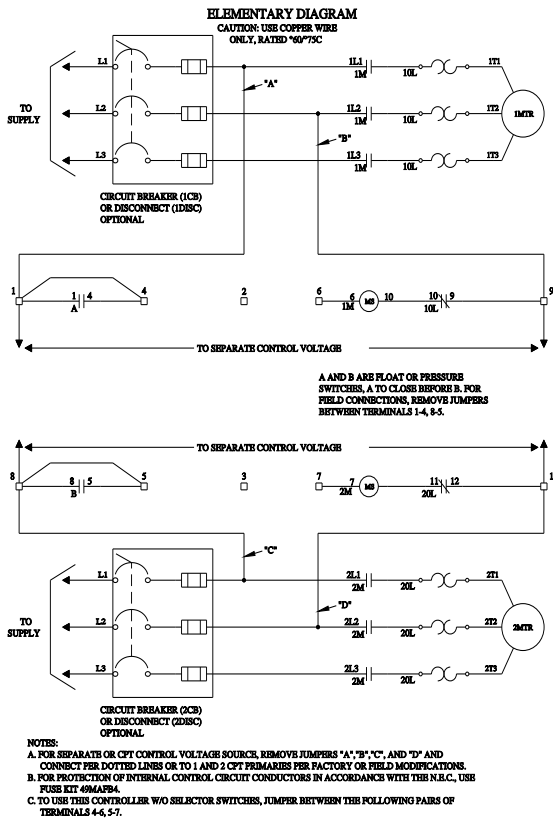 ELEMENTARY DIAGRAM
CAUTION: USE COPPER WIRE
ONLY, RATED *60/*75C
L1
1L1
1M
10L
1T1
"A"
TO
SUPPLY
L2
1L2
1M
10L
1T2
1MTR
"B"
L3
1L3
1M
10L
1T3
CIRCUIT BREAKER (1CB)
OR DISCONNECT (1DISC)
OPTIONAL
1
1 4
A
4
2
6
6
1M
MS
10
10 9
10L
9
TO SEPARATE CONTROL VOLTAGE
A AND B ARE FLOAT OR PRESSURE
SWITCHES, A TO CLOSE BEFORE B. FOR
FIELD CONNECTIONS, REMOVE JUMPERS
BETWEEN TERMINALS 1-4, 8-5.
TO SEPARATE CONTROL VOLTAGE
8
8 5
B
5
3
7
7
2M
MS
11 12
20L
1
"C"
L1
2L1
2M
20L
2T1
"D"
TO
SUPPLY
L2
2L2
2M
20L
2T2
2MTR
L3
2L3
2M
20L
2T3
CIRCUIT BREAKER (2CB)
OR DISCONNECT (2DISC)
OPTIONAL
NOTES:
A. FOR SEPARATE OR CPT CONTROL VOLTAGE SOURCE, REMOVE JUMPERS "A","B","C", AND "D" AND
CONNECT PER DOTTED LINES OR TO 1 AND 2 CPT PRIMARIES PER FACTORY OR FIELD MODIFICATIONS.
B. FOR PROTECTION OF INTERNAL CONTROL CIRCUIT CONDUCTORS IN ACCORDANCE WITH THE N.E.C., USE
FUSE KIT 49MAFB4.
C. TO USE THIS CONTROLLER W/O SELECTOR SWITCHES, JUMPER BETWEEN THE FOLLOWING PAIRS OF
TERMINALS 4-6, 5-7.